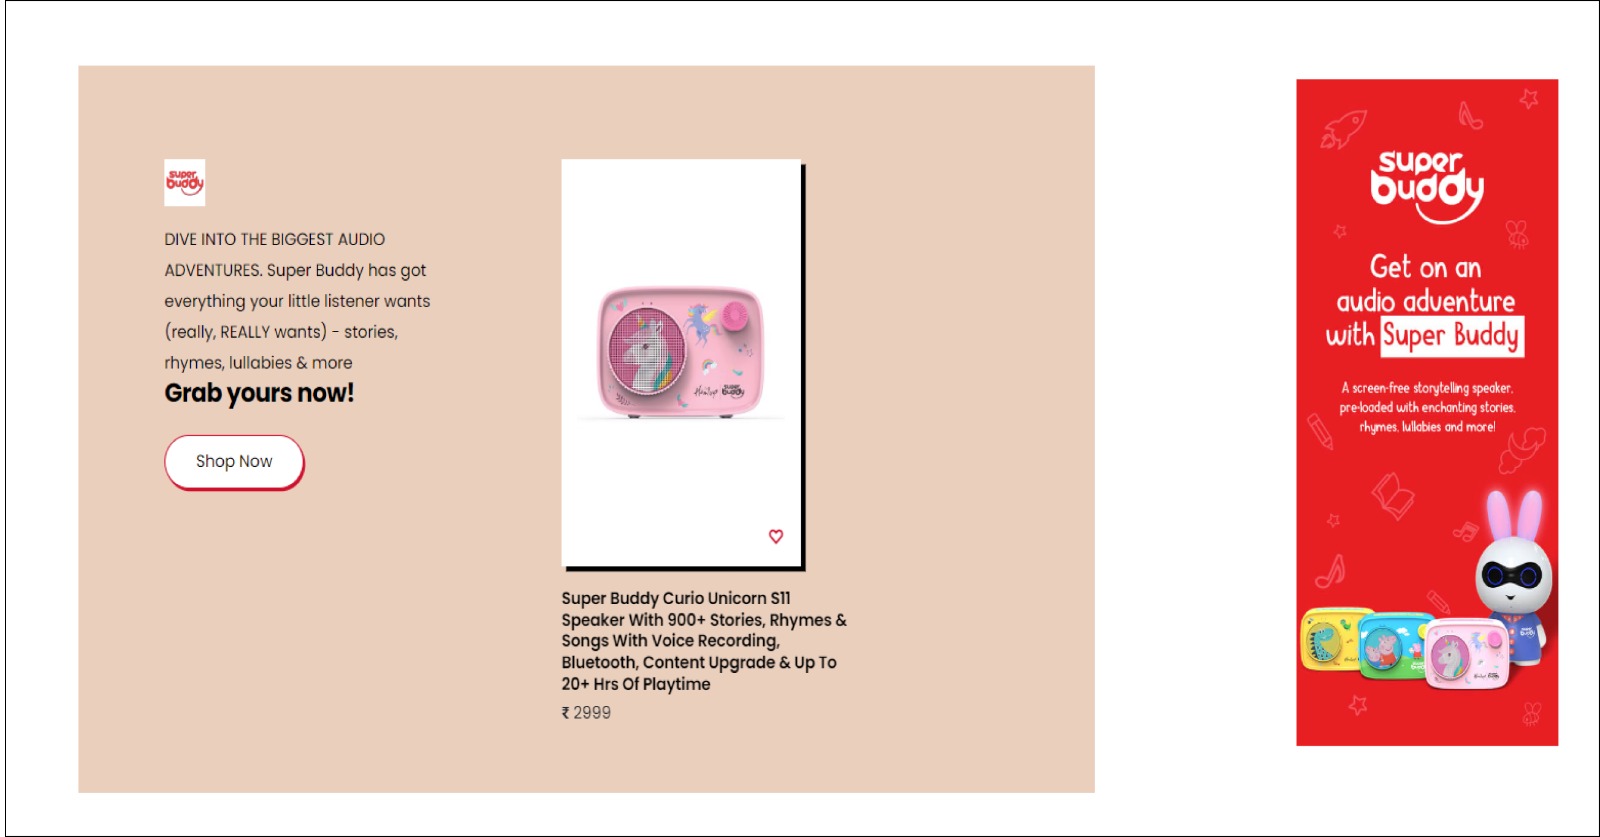 super
buddy
DIVE INTO THE BIGGEST AUDIO
ADVENTURES. Super Buddy has got
everything your little listener wants
(really, REALLY wants) - stories,
rhymes, lullabies & more
Grab yours now!
Shop Now
Hamleys
super
buddy
Super Buddy Curio Unicorn S11
Speaker With 900+ Stories, Rhymes &
Songs With Voice Recording,
Bluetooth, Content Upgrade & Up To
20+ Hrs Of Playtime
₹ 2999
super
buddy
Get on an
audio adventure
with Super Buddy
A screen-free storytelling speaker,
pre-loaded with enchanting stories,
rhymes, lullabies and more!